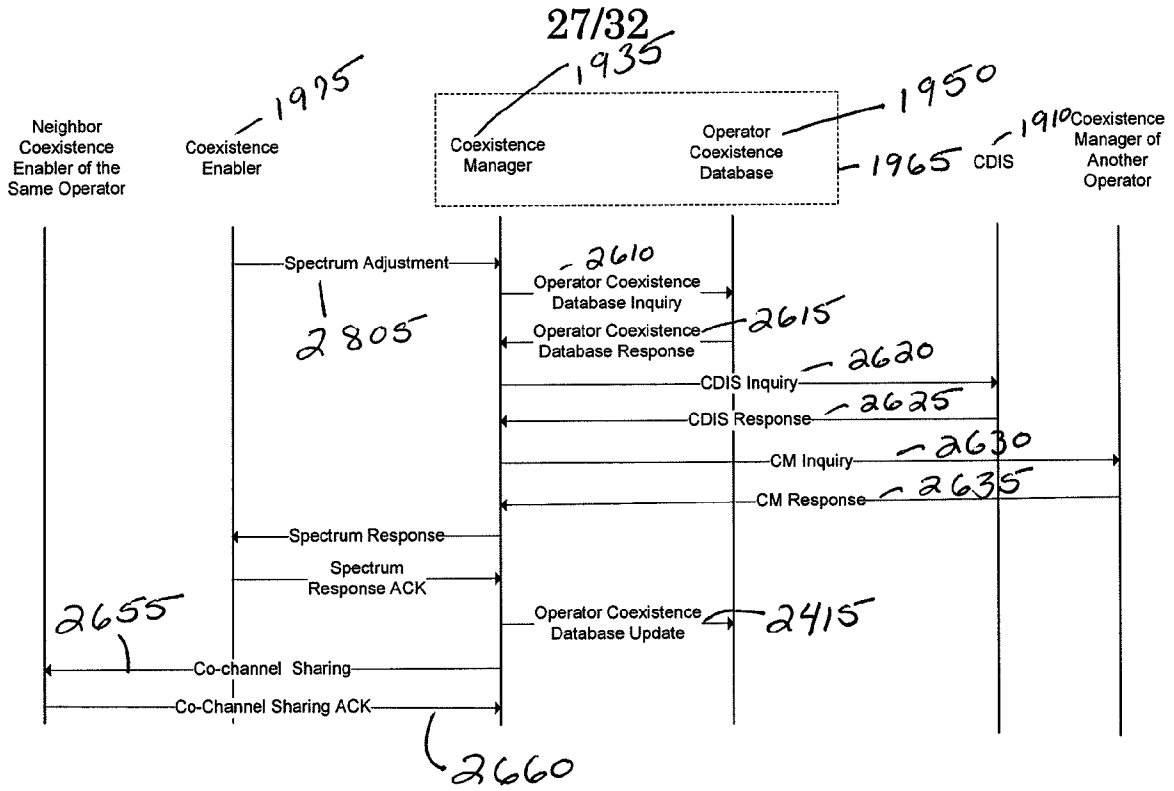 27/32
1935
1975
1950
1910
1965
Neighbor
Coexistence
Enabler of the
Same Operator
Coexistence
Enabler
Coexistence
Manager
Operator
Coexistence
Database
CDIS
Coexistence
Manager of
Another
Operator
Spectrum Adjustment
2805
2610
Operator Coexistence
Database Inquiry
2615
Operator Coexistence
Database Response
2620
CDIS Inquiry
2625
CDIS Response
2630
CM Inquiry
2635
CM Response
Spectrum Response
Spectrum
Response ACK
Operator Coexistence
Database Update
2415
2655
Co-channel Sharing
Co-Channel Sharing ACK
2660